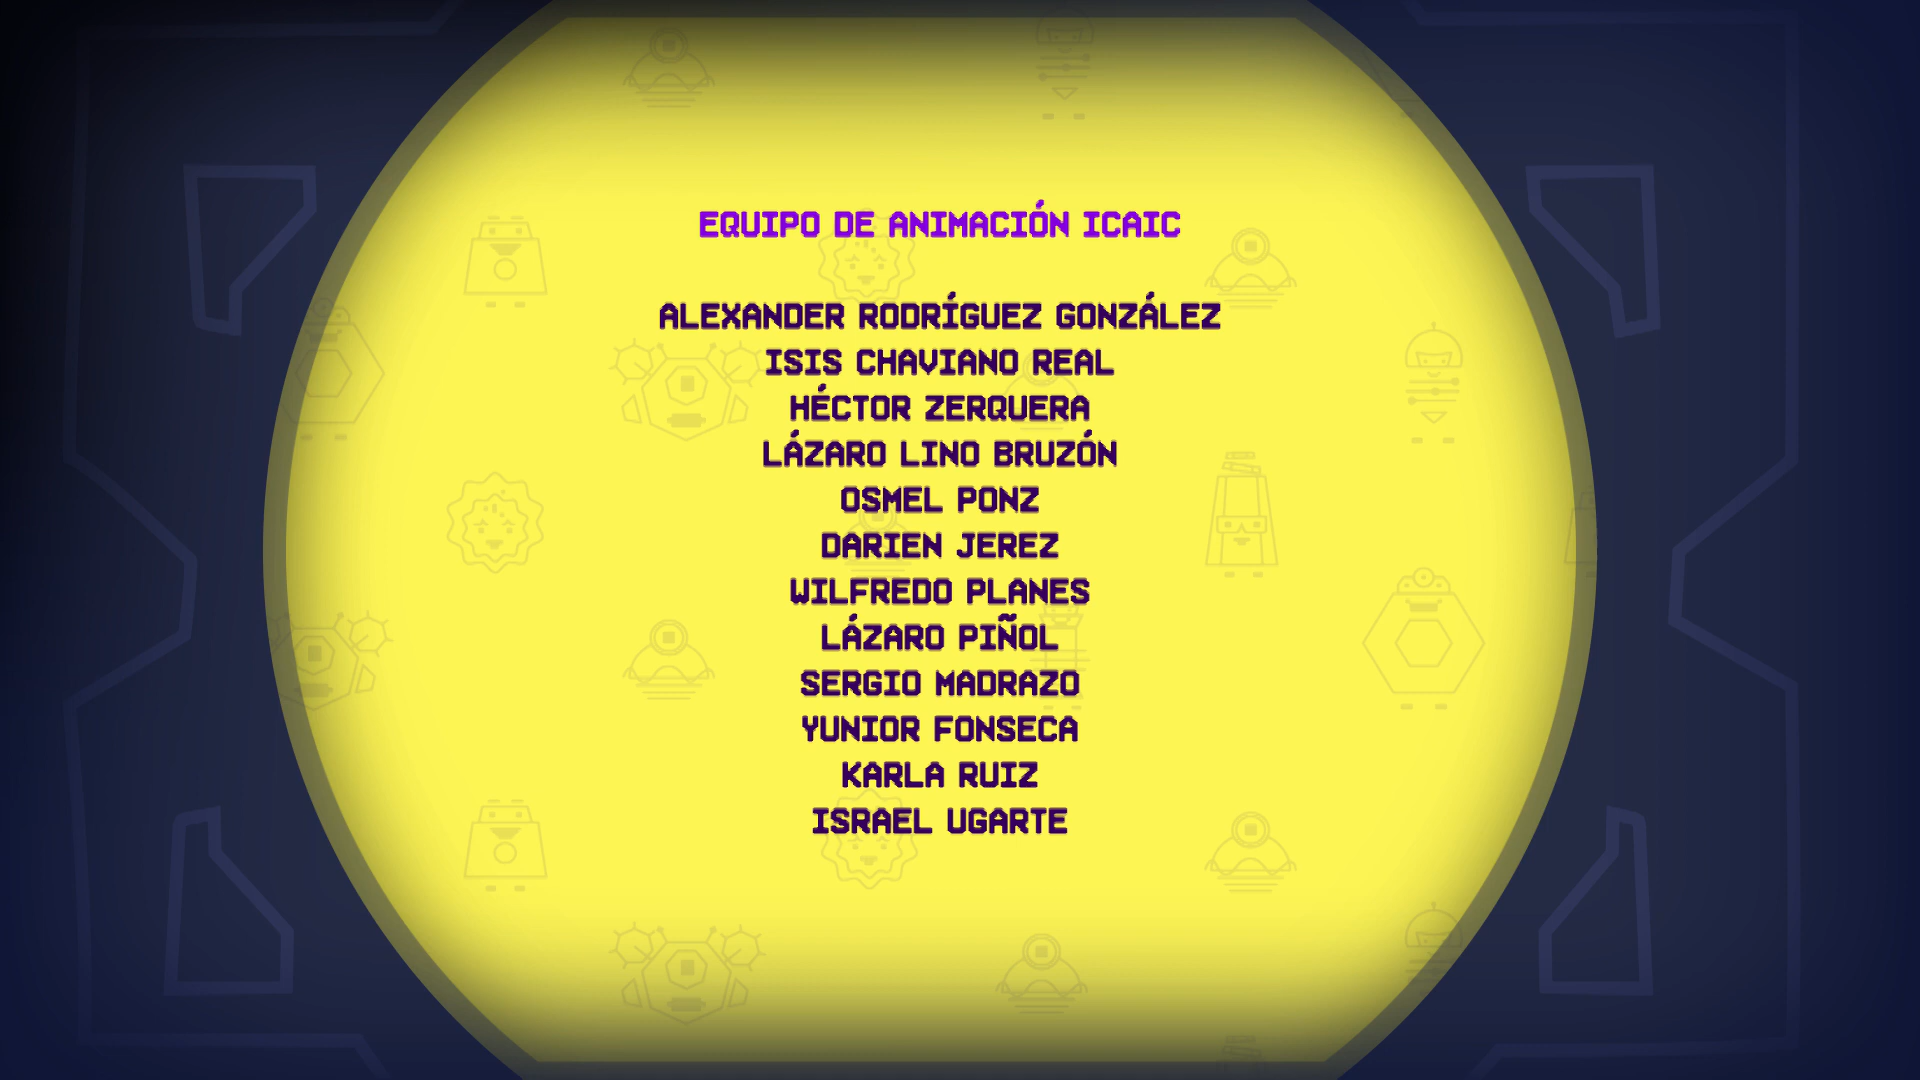 EQUIPO DE ANIMACIÓN ICAIC
ALEXANDER RODRÍGUEZ GONZÁLEZ
ISIS CHAVIANO REAL
HÉCTOR ZERQUERA
LÁZARO LINO BRUZÓN
OSMEL PONZ
DARIEN JEREZ
WILFREDO PLANES
LÁZARO PIÑOL
SERGIO MADRAZO
YUNIOR FONSECA
KARLA RUIZ
ISRAEL UGARTE